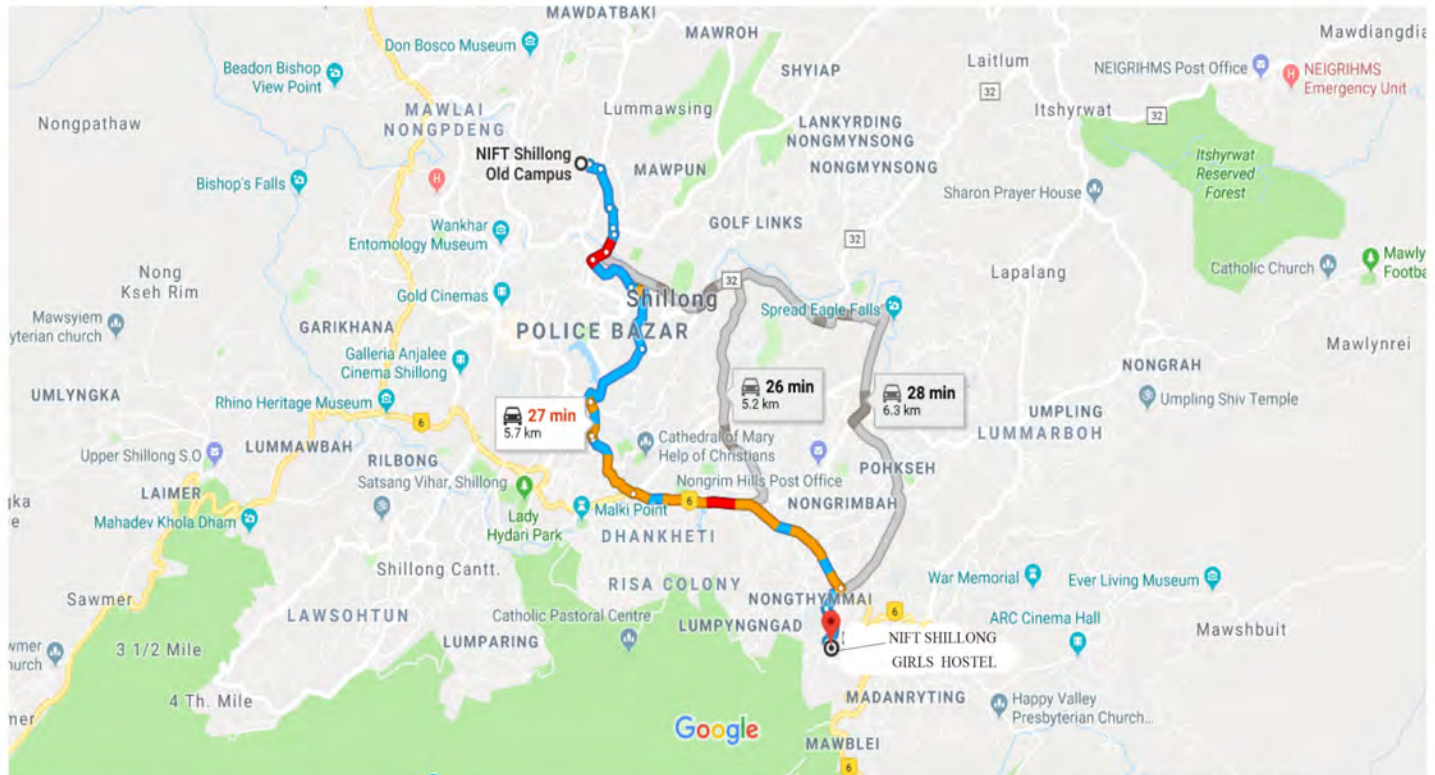 MAWDATBAKI
Mawdiangdia
MAWROH
Don Bosco Museum
Laitlum
NEIGRIHMS Post Office
NEIGRIHMS
Emergency Unit
Beadon Bishop
View Point
SHYIAP
32
Itshyrwat
32
MAWLAI
NONGPDENG
Lummawsing
Nongpathaw
LANKYRDING
NONGMYNSONG
NONGMYNSONG
NIFT Shillong
Old Campus
MAWPUN
Itshyrwat
Reserved
Forest
Bishop's Falls
Sharon Prayer House
Wankhar
Entomology Museum
GOLF LINKS
32
Mawly
Footba
Nong
Kseh Rim
Lapalang
Catholic Church
32
Gold Cinemas
Shillong
Spread Eagle Falls
Mawsyiem
yterian church
GARIKHANA
POLICE BAZAR
Mawlynrei
Galleria Anjalee
Cinema Shillong
NONGRAH
UMLYNGKA
Rhino Heritage Museum
26 min
5.2 km
28 min
6.3 km
Umpling Shiv Temple
6
27 min
5.7 km
UMPLING
LUMMARBOH
LUMMAWBAH
Cathedral of Mary
Help of Christians
Upper Shillong S.O
RILBONG
POHKSEH
Satsang Vihar, Shillong
Nongrim Hills Post Office
LAIMER
6
NONGRIMBAH
Mahadev Khola Dham
Lady
Hydari Park
Malki Point
DHANKHETI
Shillong Cantt.
RISA COLONY
War Memorial
Ever Living Museum
Sawmer
NONGTHYMMAI
LAWSOHTUN
Catholic Pastoral Centre
LUMPYNGNGAD
6
ARC Cinema Hall
Mawshbuit
LUMPARING
NIFT SHILLONG
GIRLS HOSTEL
wmer
hurch
3 1/2 Mile
4 Th. Mile
MADANRYTING
Happy Valley
Presbyterian Church...
mer
Google
MAWBLEI
6